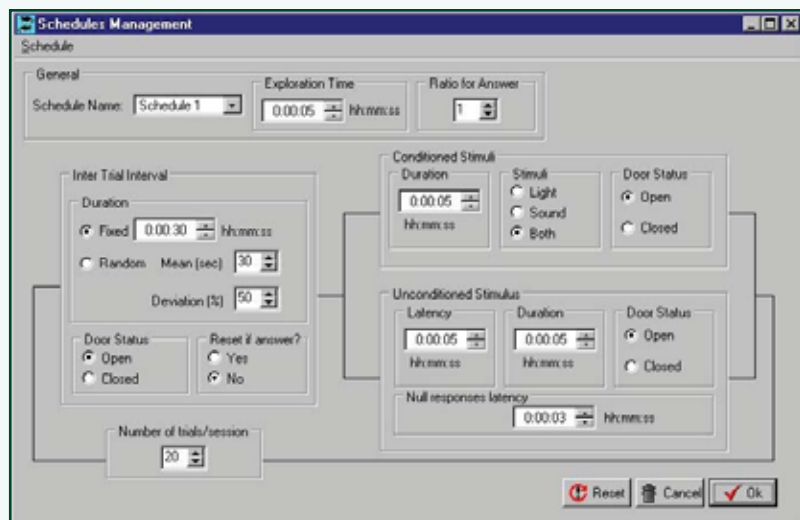 Schedules Management
Schedule
General
Schedule Name: Schedule 1
Exploration Time
0:00:05 hh:mm:ss
Ratio for Answer
1
Inter Trial Interval
Duration
Fixed 0:00:30 hh:mm:ss
Random Mean (sec) 30
Deviation (%) 50
Door Status
Open
Closed
Reset if answer?
Yes
No
Conditioned Stimuli
Duration
0:00:05
hh:mm:ss
Stimuli
Light
Sound
Both
Door Status
Open
Closed
Unconditioned Stimulus
Latency
0:00:05
hh:mm:ss
Duration
0:00:05
hh:mm:ss
Door Status
Open
Closed
Null responses latency
0:00:03 hh:mm:ss
Number of trials/session
20
Reset Cancel Ok